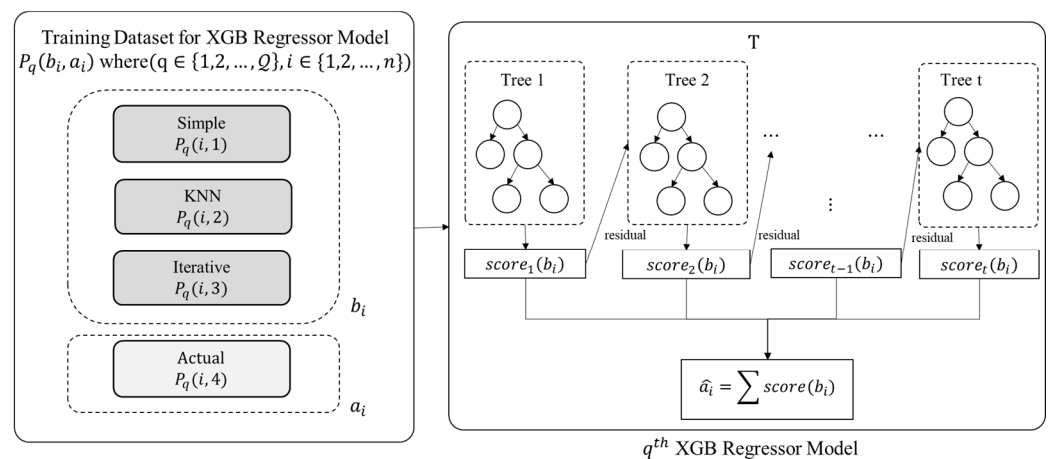 Training Dataset for XGB Regressor Model
P_q(b_i, a_i) where(q ∈ {1,2, …, Q}, i ∈ {1,2, …, n})
Simple
P_q(i, 1)
KNN
P_q(i, 2)
Iterative
P_q(i, 3)
b_i
Actual
P_q(i, 4)
a_i
T
Tree 1
Tree 2
…
…
Tree t
⋮
residual
residual
residual
score_1(b_i)
score_2(b_i)
score_{t−1}(b_i)
score_t(b_i)
â_i = ∑ score(b_i)
q^{th} XGB Regressor Model